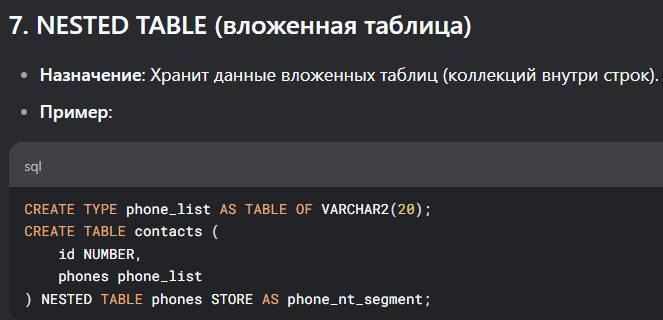 7. NESTED TABLE (вложенная таблица)
• Назначение: Хранит данные вложенных таблиц (коллекций внутри строк).
• Пример:
sql
CREATE TYPE phone_list AS TABLE OF VARCHAR2(20);
CREATE TABLE contacts (
    id NUMBER,
    phones phone_list
) NESTED TABLE phones STORE AS phone_nt_segment;